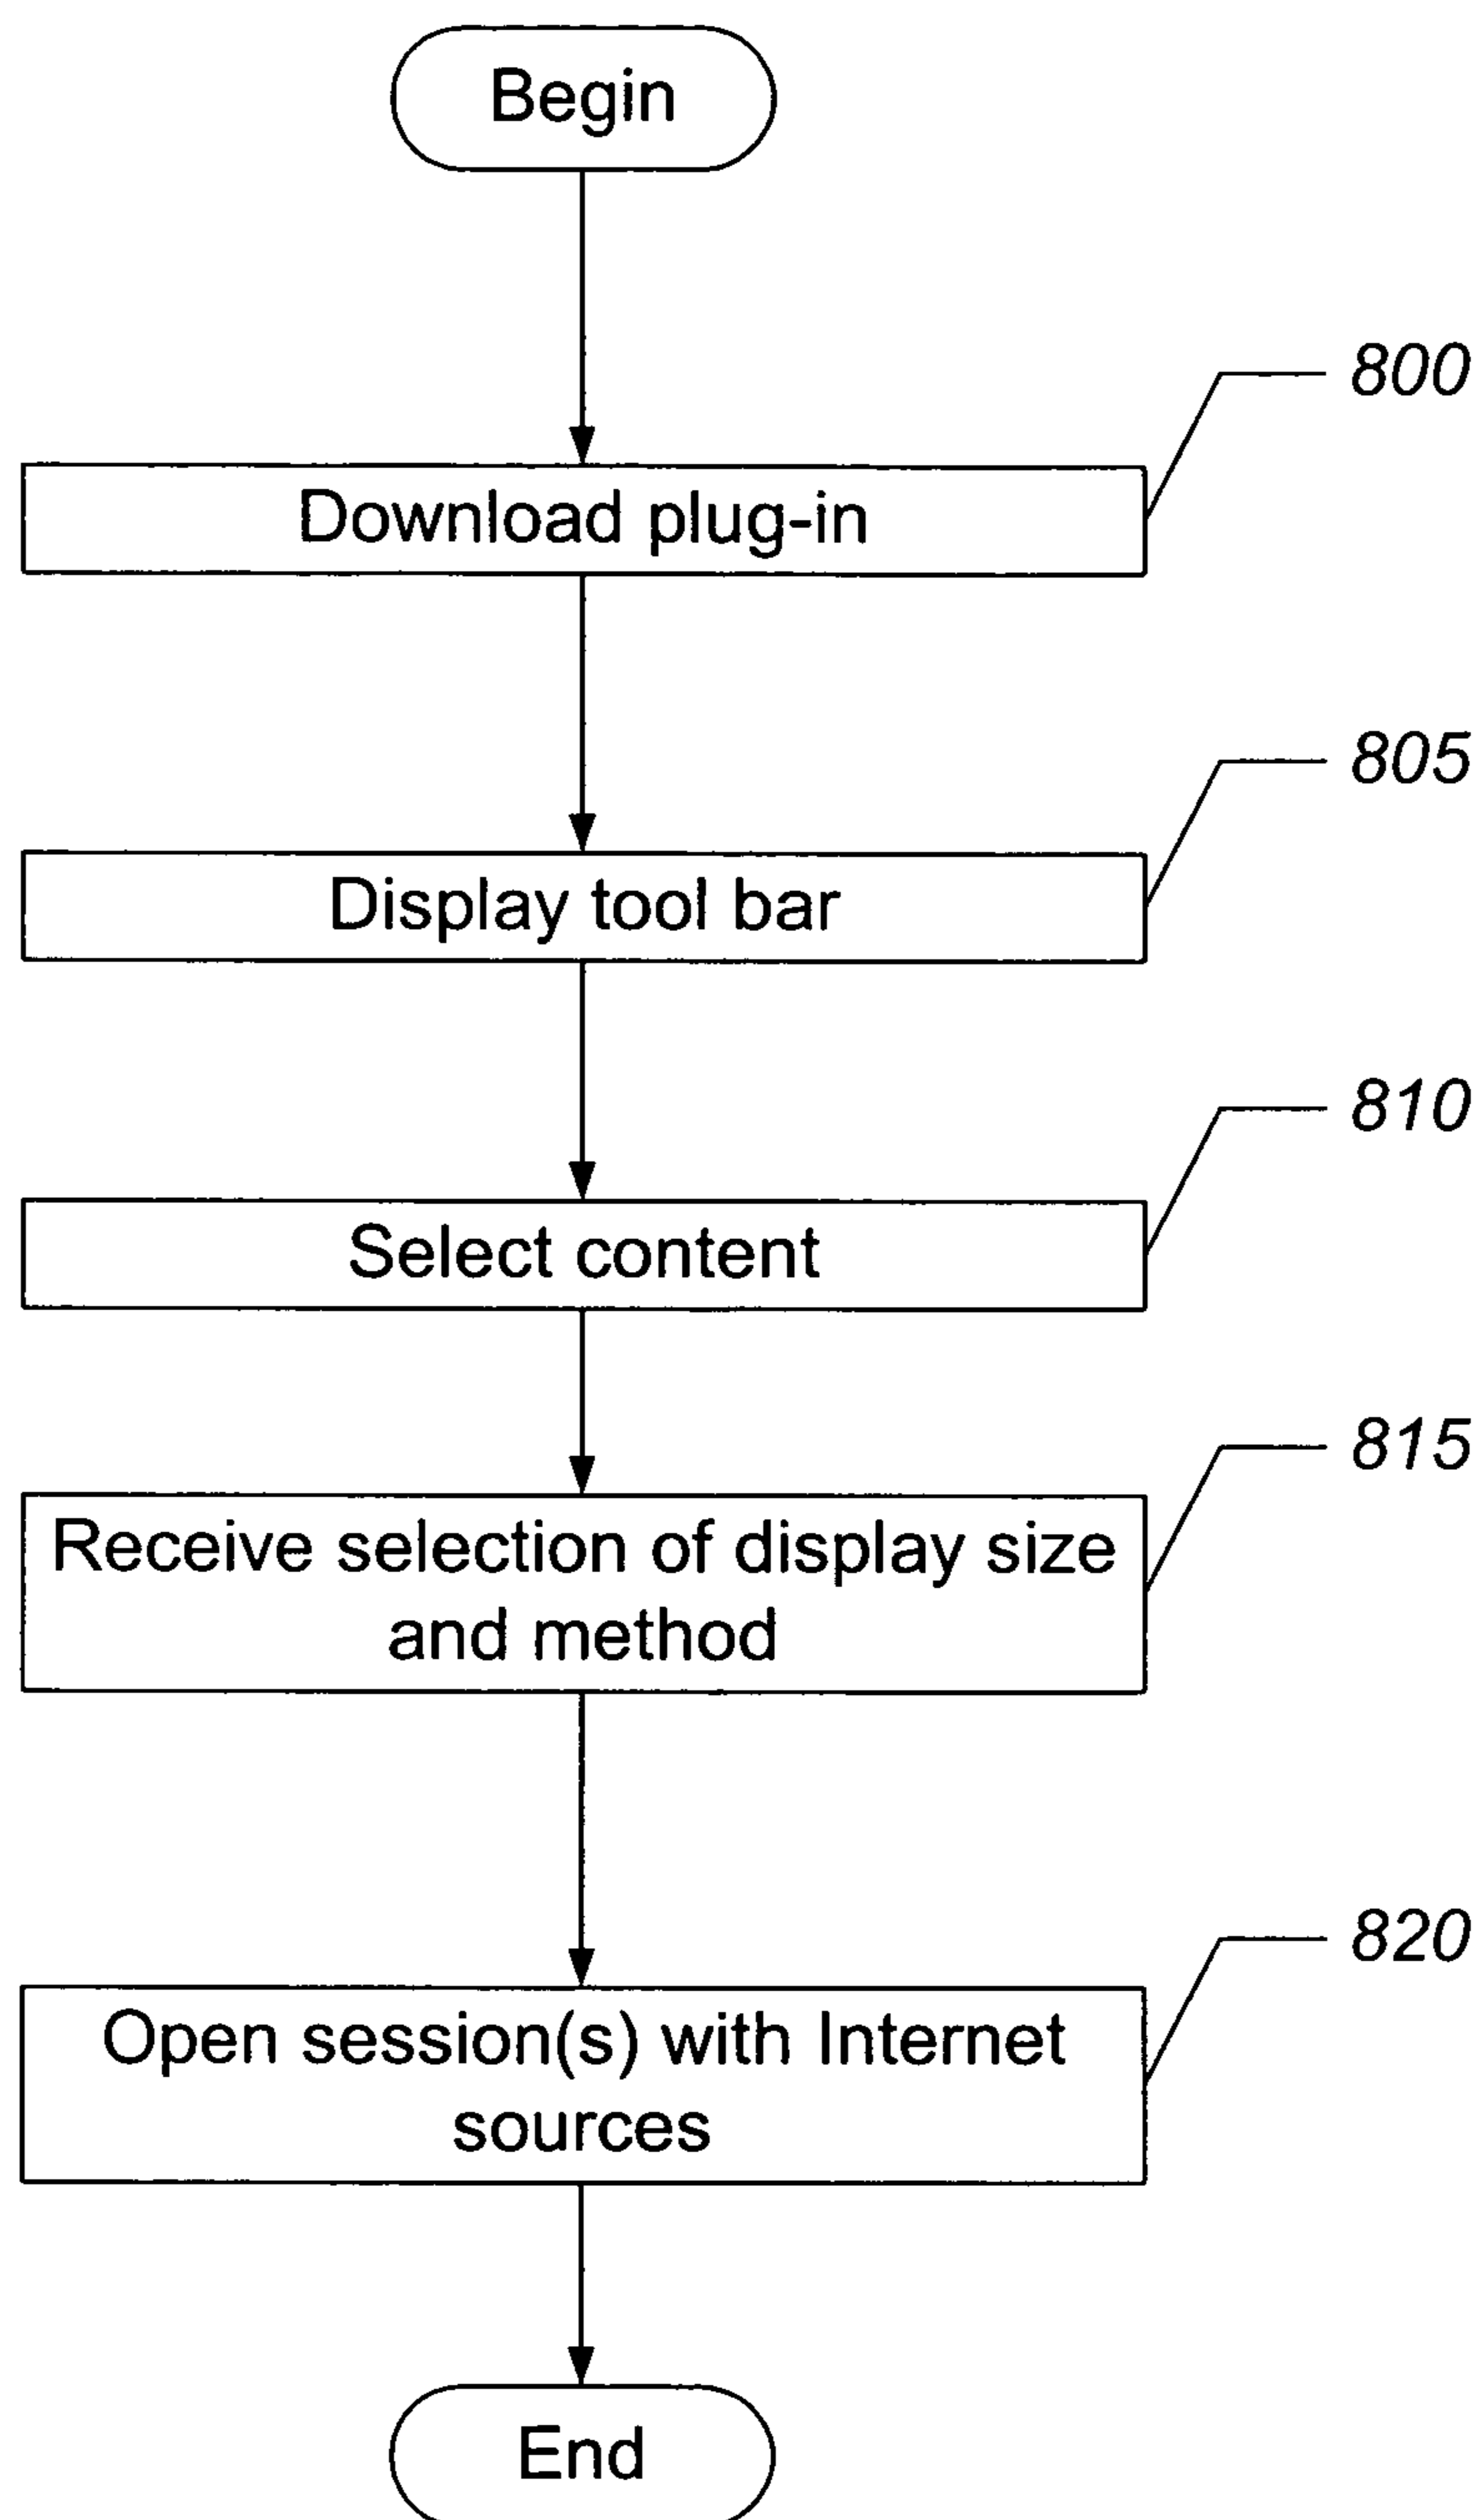 Begin
800
Download plug-in
805
Display tool bar
810
Select content
815
Receive selection of display size
and method
820
Open session(s) with Internet
sources
End